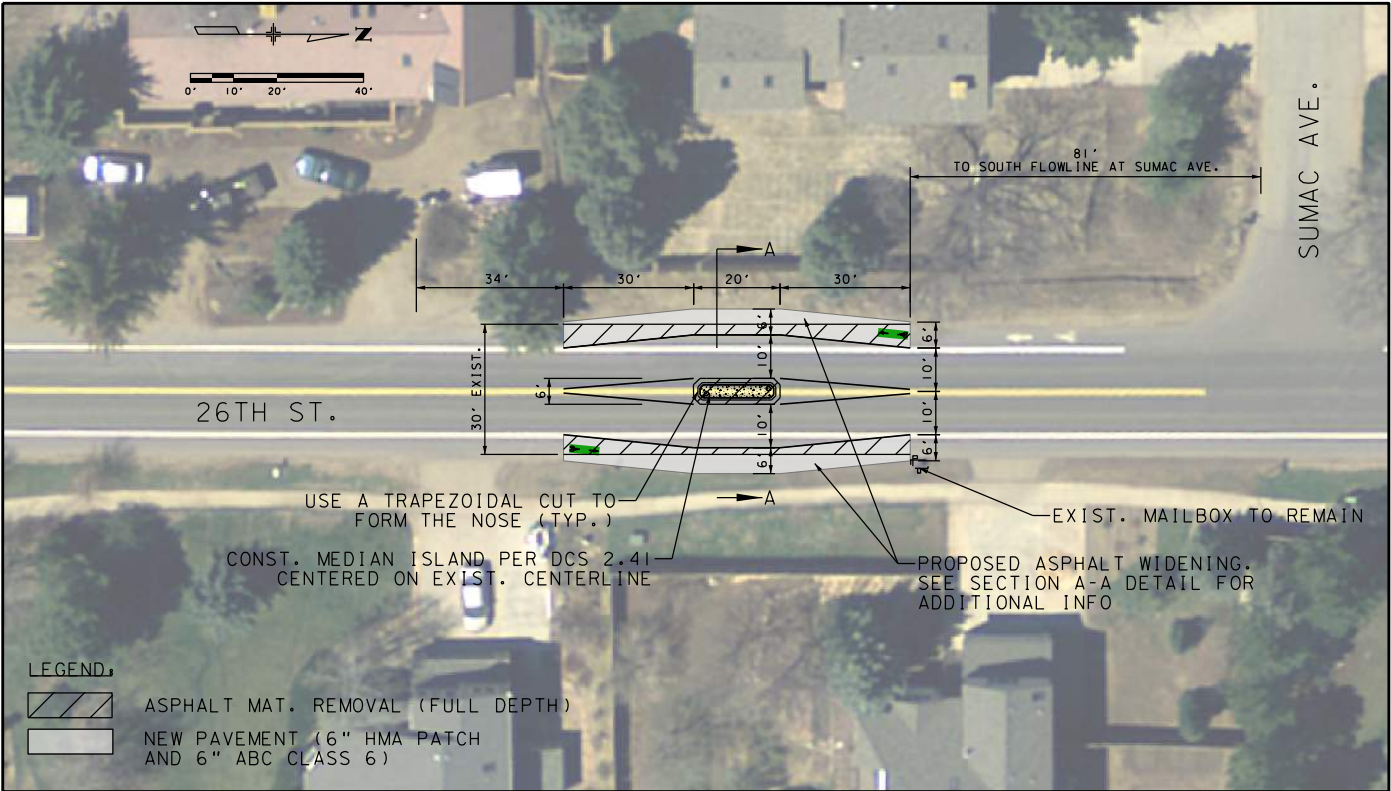 N
0' 10' 20' 40'
SUMAC AVE.
81'
TO SOUTH FLOWLINE AT SUMAC AVE.
A
34' 30' 20' 30'
6' 6'
10' 10'
30' EXIST.
6'
26TH ST.
10' 10'
6' 6'
A
USE A TRAPEZOIDAL CUT TO
FORM THE NOSE (TYP.)
EXIST. MAILBOX TO REMAIN
CONST. MEDIAN ISLAND PER DCS 2.41
CENTERED ON EXIST. CENTERLINE
PROPOSED ASPHALT WIDENING.
SEE SECTION A-A DETAIL FOR
ADDITIONAL INFO
LEGEND:
ASPHALT MAT. REMOVAL (FULL DEPTH)
NEW PAVEMENT (6" HMA PATCH
AND 6" ABC CLASS 6)